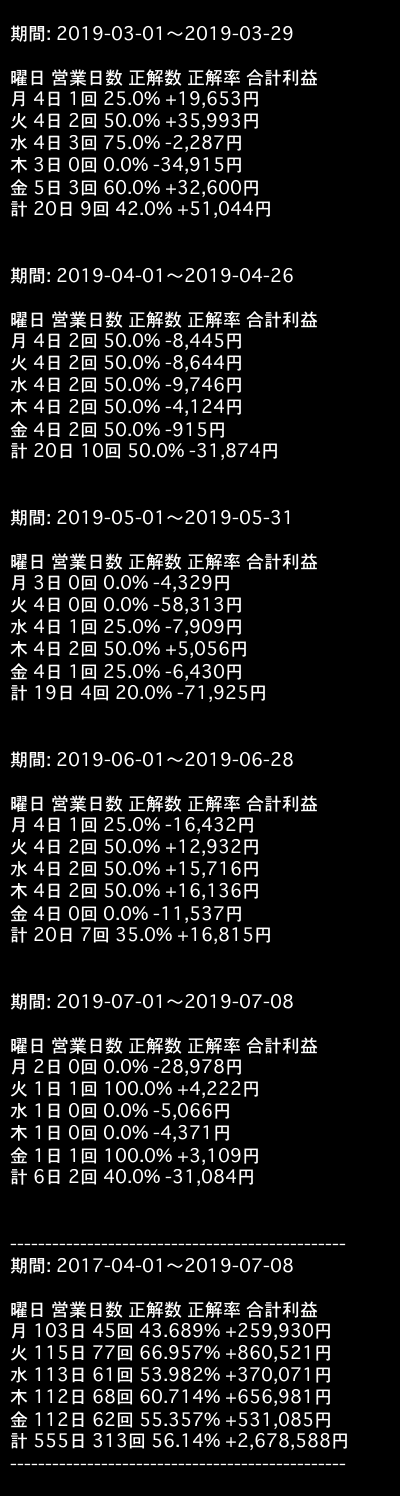 期間: 2019-03-01～2019-03-29
曜日 営業日数 正解数 正解率 合計利益
月 4日 1回 25.0% +19,653円
火 4日 2回 50.0% +35,993円
水 4日 3回 75.0% -2,287円
木 3日 0回 0.0% -34,915円
金 5日 3回 60.0% +32,600円
計 20日 9回 42.0% +51,044円
期間: 2019-04-01～2019-04-26
曜日 営業日数 正解数 正解率 合計利益
月 4日 2回 50.0% -8,445円
火 4日 2回 50.0% -8,644円
水 4日 2回 50.0% -9,746円
木 4日 2回 50.0% -4,124円
金 4日 2回 50.0% -915円
計 20日 10回 50.0% -31,874円
期間: 2019-05-01～2019-05-31
曜日 営業日数 正解数 正解率 合計利益
月 3日 0回 0.0% -4,329円
火 4日 0回 0.0% -58,313円
水 4日 1回 25.0% -7,909円
木 4日 2回 50.0% +5,056円
金 4日 1回 25.0% -6,430円
計 19日 4回 20.0% -71,925円
期間: 2019-06-01～2019-06-28
曜日 営業日数 正解数 正解率 合計利益
月 4日 1回 25.0% -16,432円
火 4日 2回 50.0% +12,932円
水 4日 2回 50.0% +15,716円
木 4日 2回 50.0% +16,136円
金 4日 0回 0.0% -11,537円
計 20日 7回 35.0% +16,815円
期間: 2019-07-01～2019-07-08
曜日 営業日数 正解数 正解率 合計利益
月 2日 0回 0.0% -28,978円
火 1日 1回 100.0% +4,222円
水 1日 0回 0.0% -5,066円
木 1日 0回 0.0% -4,371円
金 1日 1回 100.0% +3,109円
計 6日 2回 40.0% -31,084円
------------------------------------------------
期間: 2017-04-01～2019-07-08
曜日 営業日数 正解数 正解率 合計利益
月 103日 45回 43.689% +259,930円
火 115日 77回 66.957% +860,521円
水 113日 61回 53.982% +370,071円
木 112日 68回 60.714% +656,981円
金 112日 62回 55.357% +531,085円
計 555日 313回 56.14% +2,678,588円
------------------------------------------------